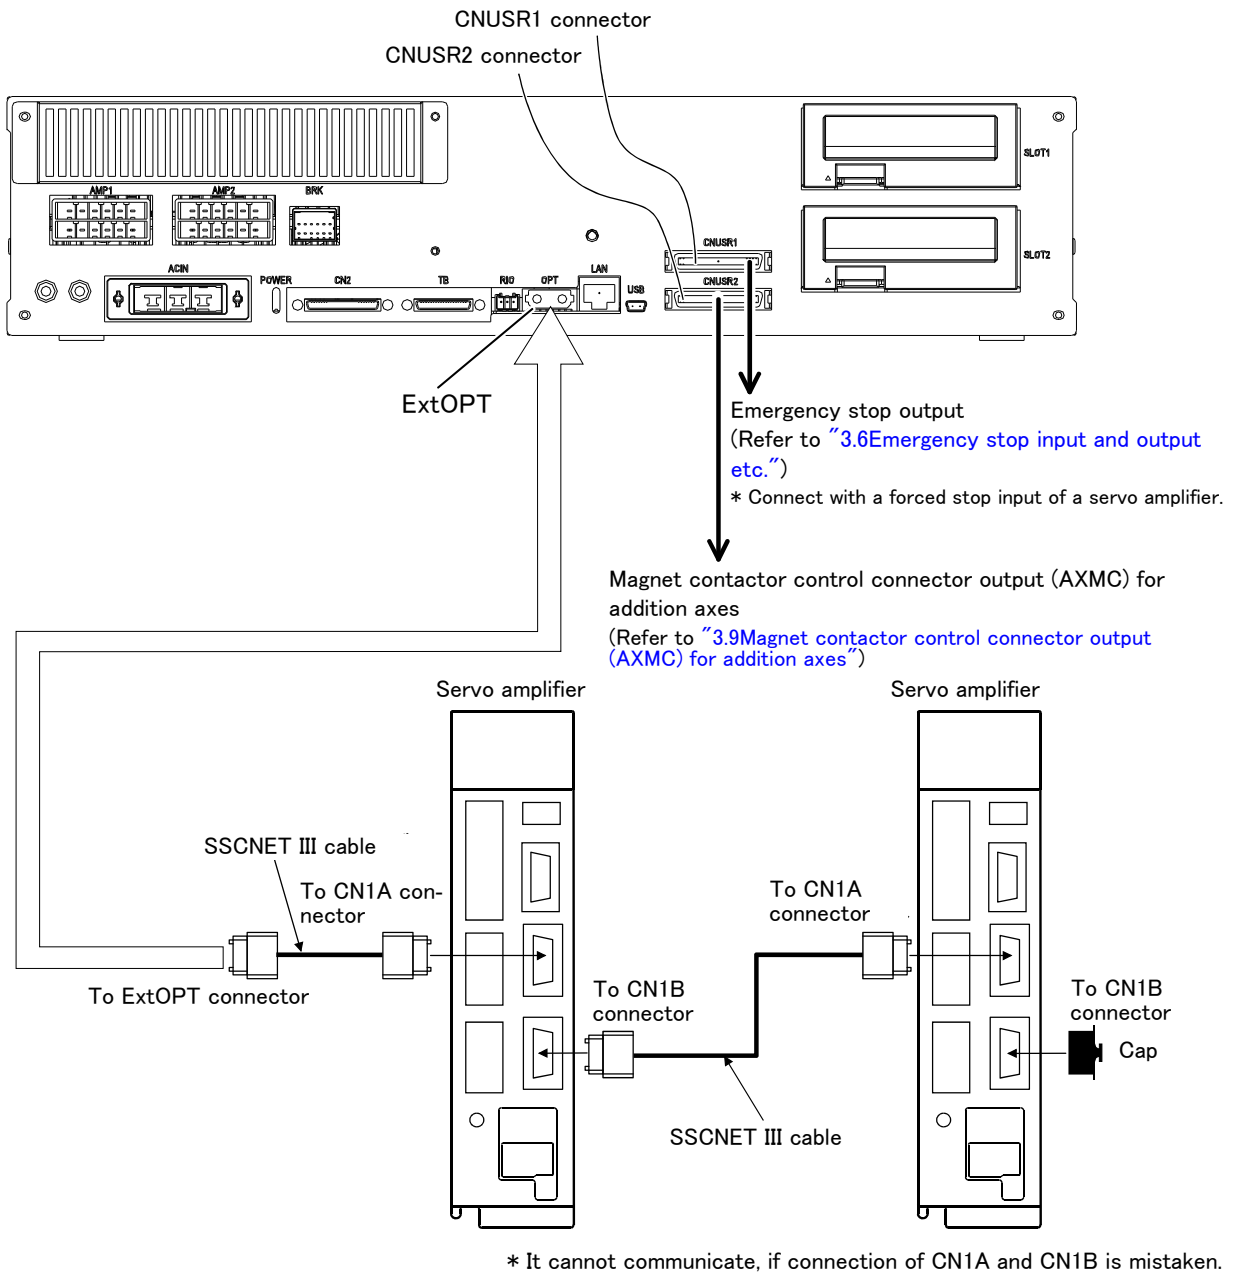 CNUSR1 connector
CNUSR2 connector
SLOT1
AMP1
AMP2
BRK
CNUSR1
SLOT2
ACIN
POWER
CN2
TB
RIO
OPT
LAN
USB
CNUSR2
ExtOPT
Emergency stop output
(Refer to "3.6Emergency stop input and output
etc.")
* Connect with a forced stop input of a servo amplifier.
Magnet contactor control connector output (AXMC) for
addition axes
(Refer to "3.9Magnet contactor control connector output
(AXMC) for addition axes")
Servo amplifier
Servo amplifier
SSCNET III cable
To CN1A con-
nector
To CN1A
connector
To ExtOPT connector
To CN1B
connector
To CN1B
connector
Cap
SSCNET III cable
* It cannot communicate, if connection of CN1A and CN1B is mistaken.